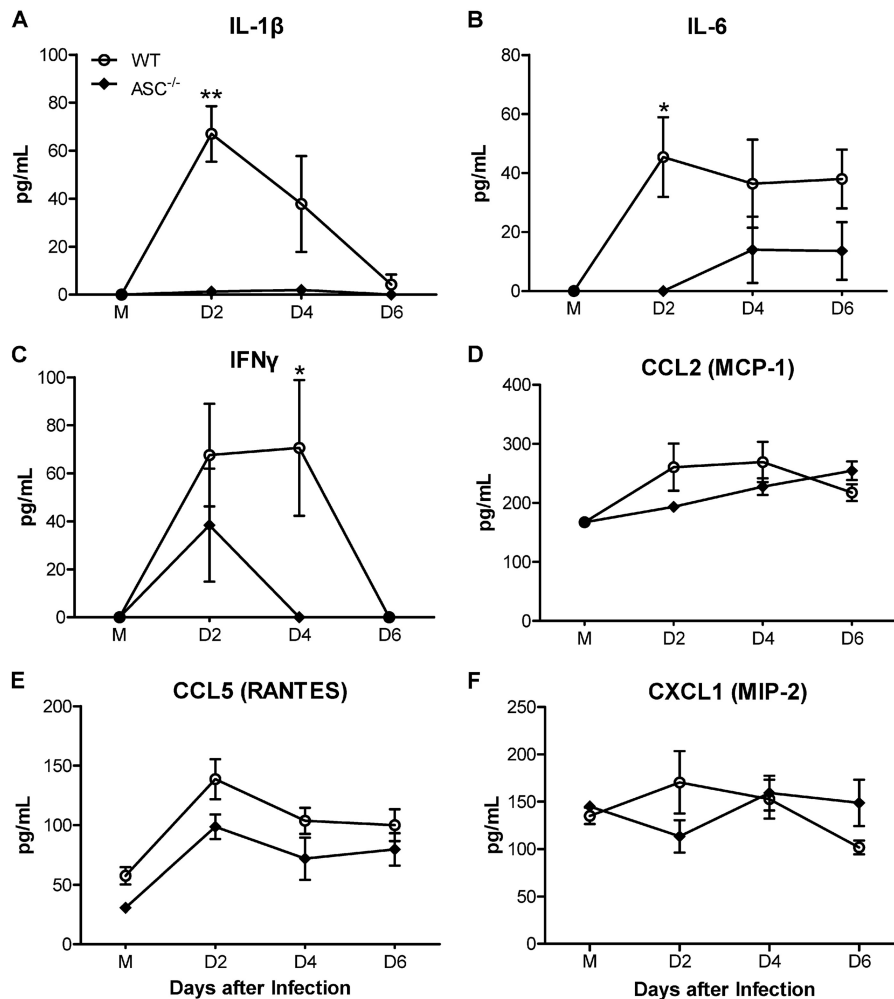 A
IL-1β
100
80
60
40
20
0
pg/mL
WT
ASC-/-
**
M D2 D4 D6
B
IL-6
80
60
40
20
0
pg/mL
*
M D2 D4 D6
C
IFNγ
100
80
60
40
20
0
pg/mL
*
M D2 D4 D6
D
CCL2 (MCP-1)
400
300
200
100
0
pg/mL
M D2 D4 D6
E
CCL5 (RANTES)
200
150
100
50
0
pg/mL
M D2 D4 D6
Days after Infection
F
CXCL1 (MIP-2)
250
200
150
100
50
0
pg/mL
M D2 D4 D6
Days after Infection